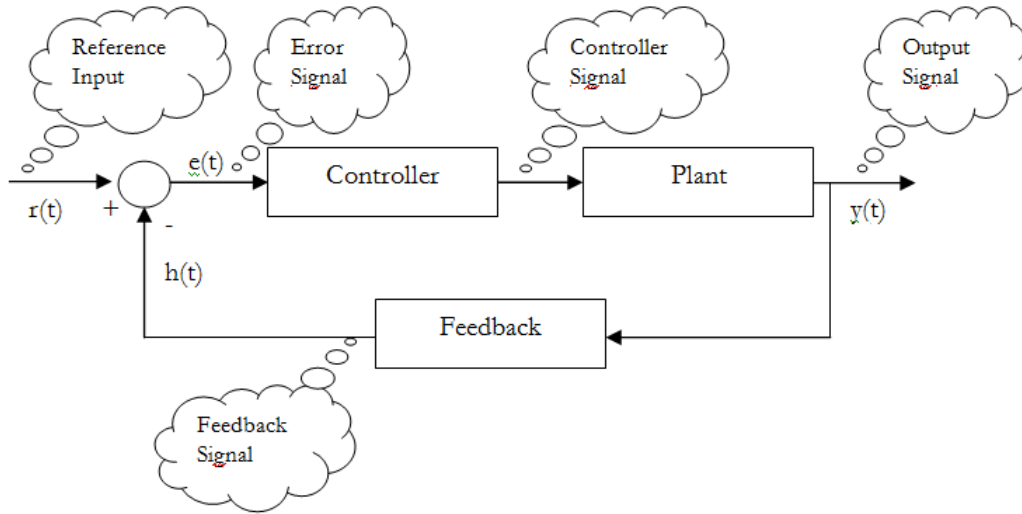 Reference
Input
Error
Signal
Controller
Signal
Output
Signal
e(t)
Controller
Plant
r(t)
+
-
y(t)
h(t)
Feedback
Feedback
Signal